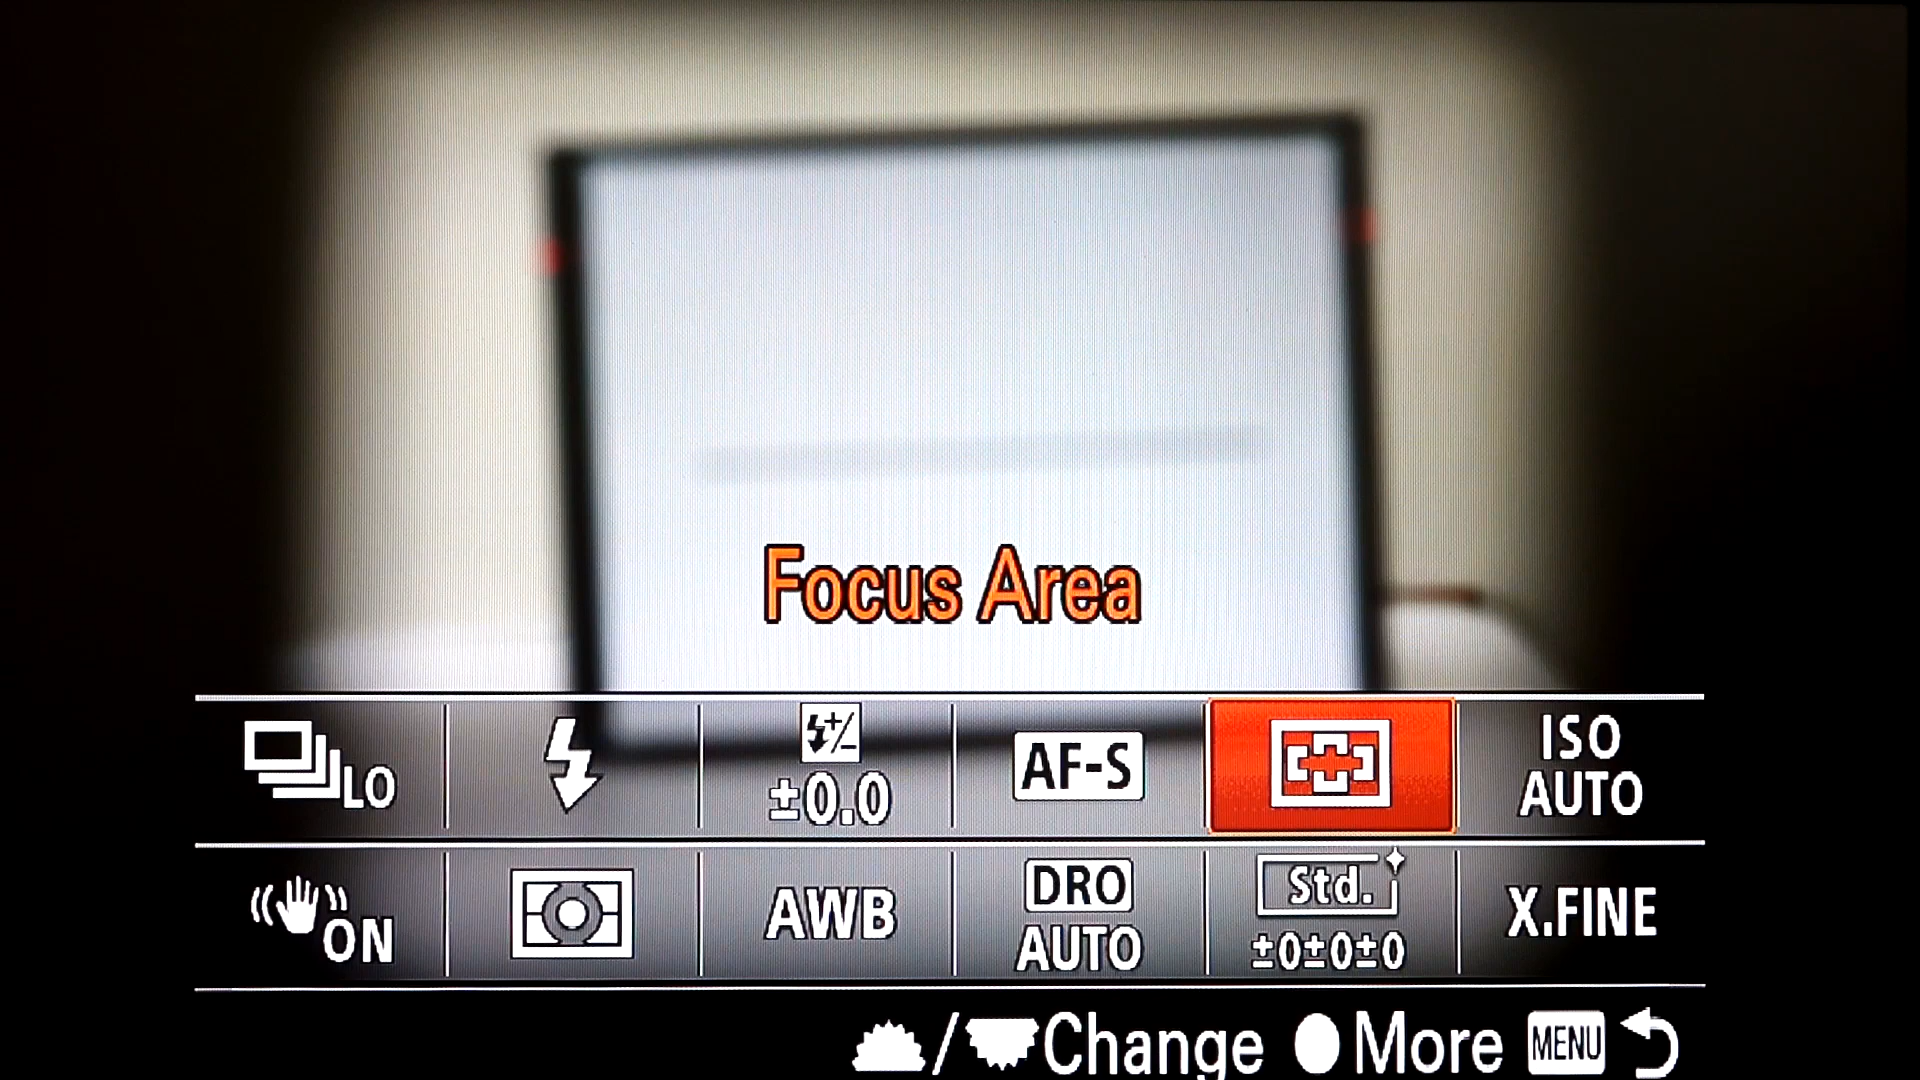 Focus Area
LO
±0.0
AF-S
ISO
AUTO
ON
AWB
DRO
AUTO
Std.
±0±0±0
X.FINE
/ Change More MENU